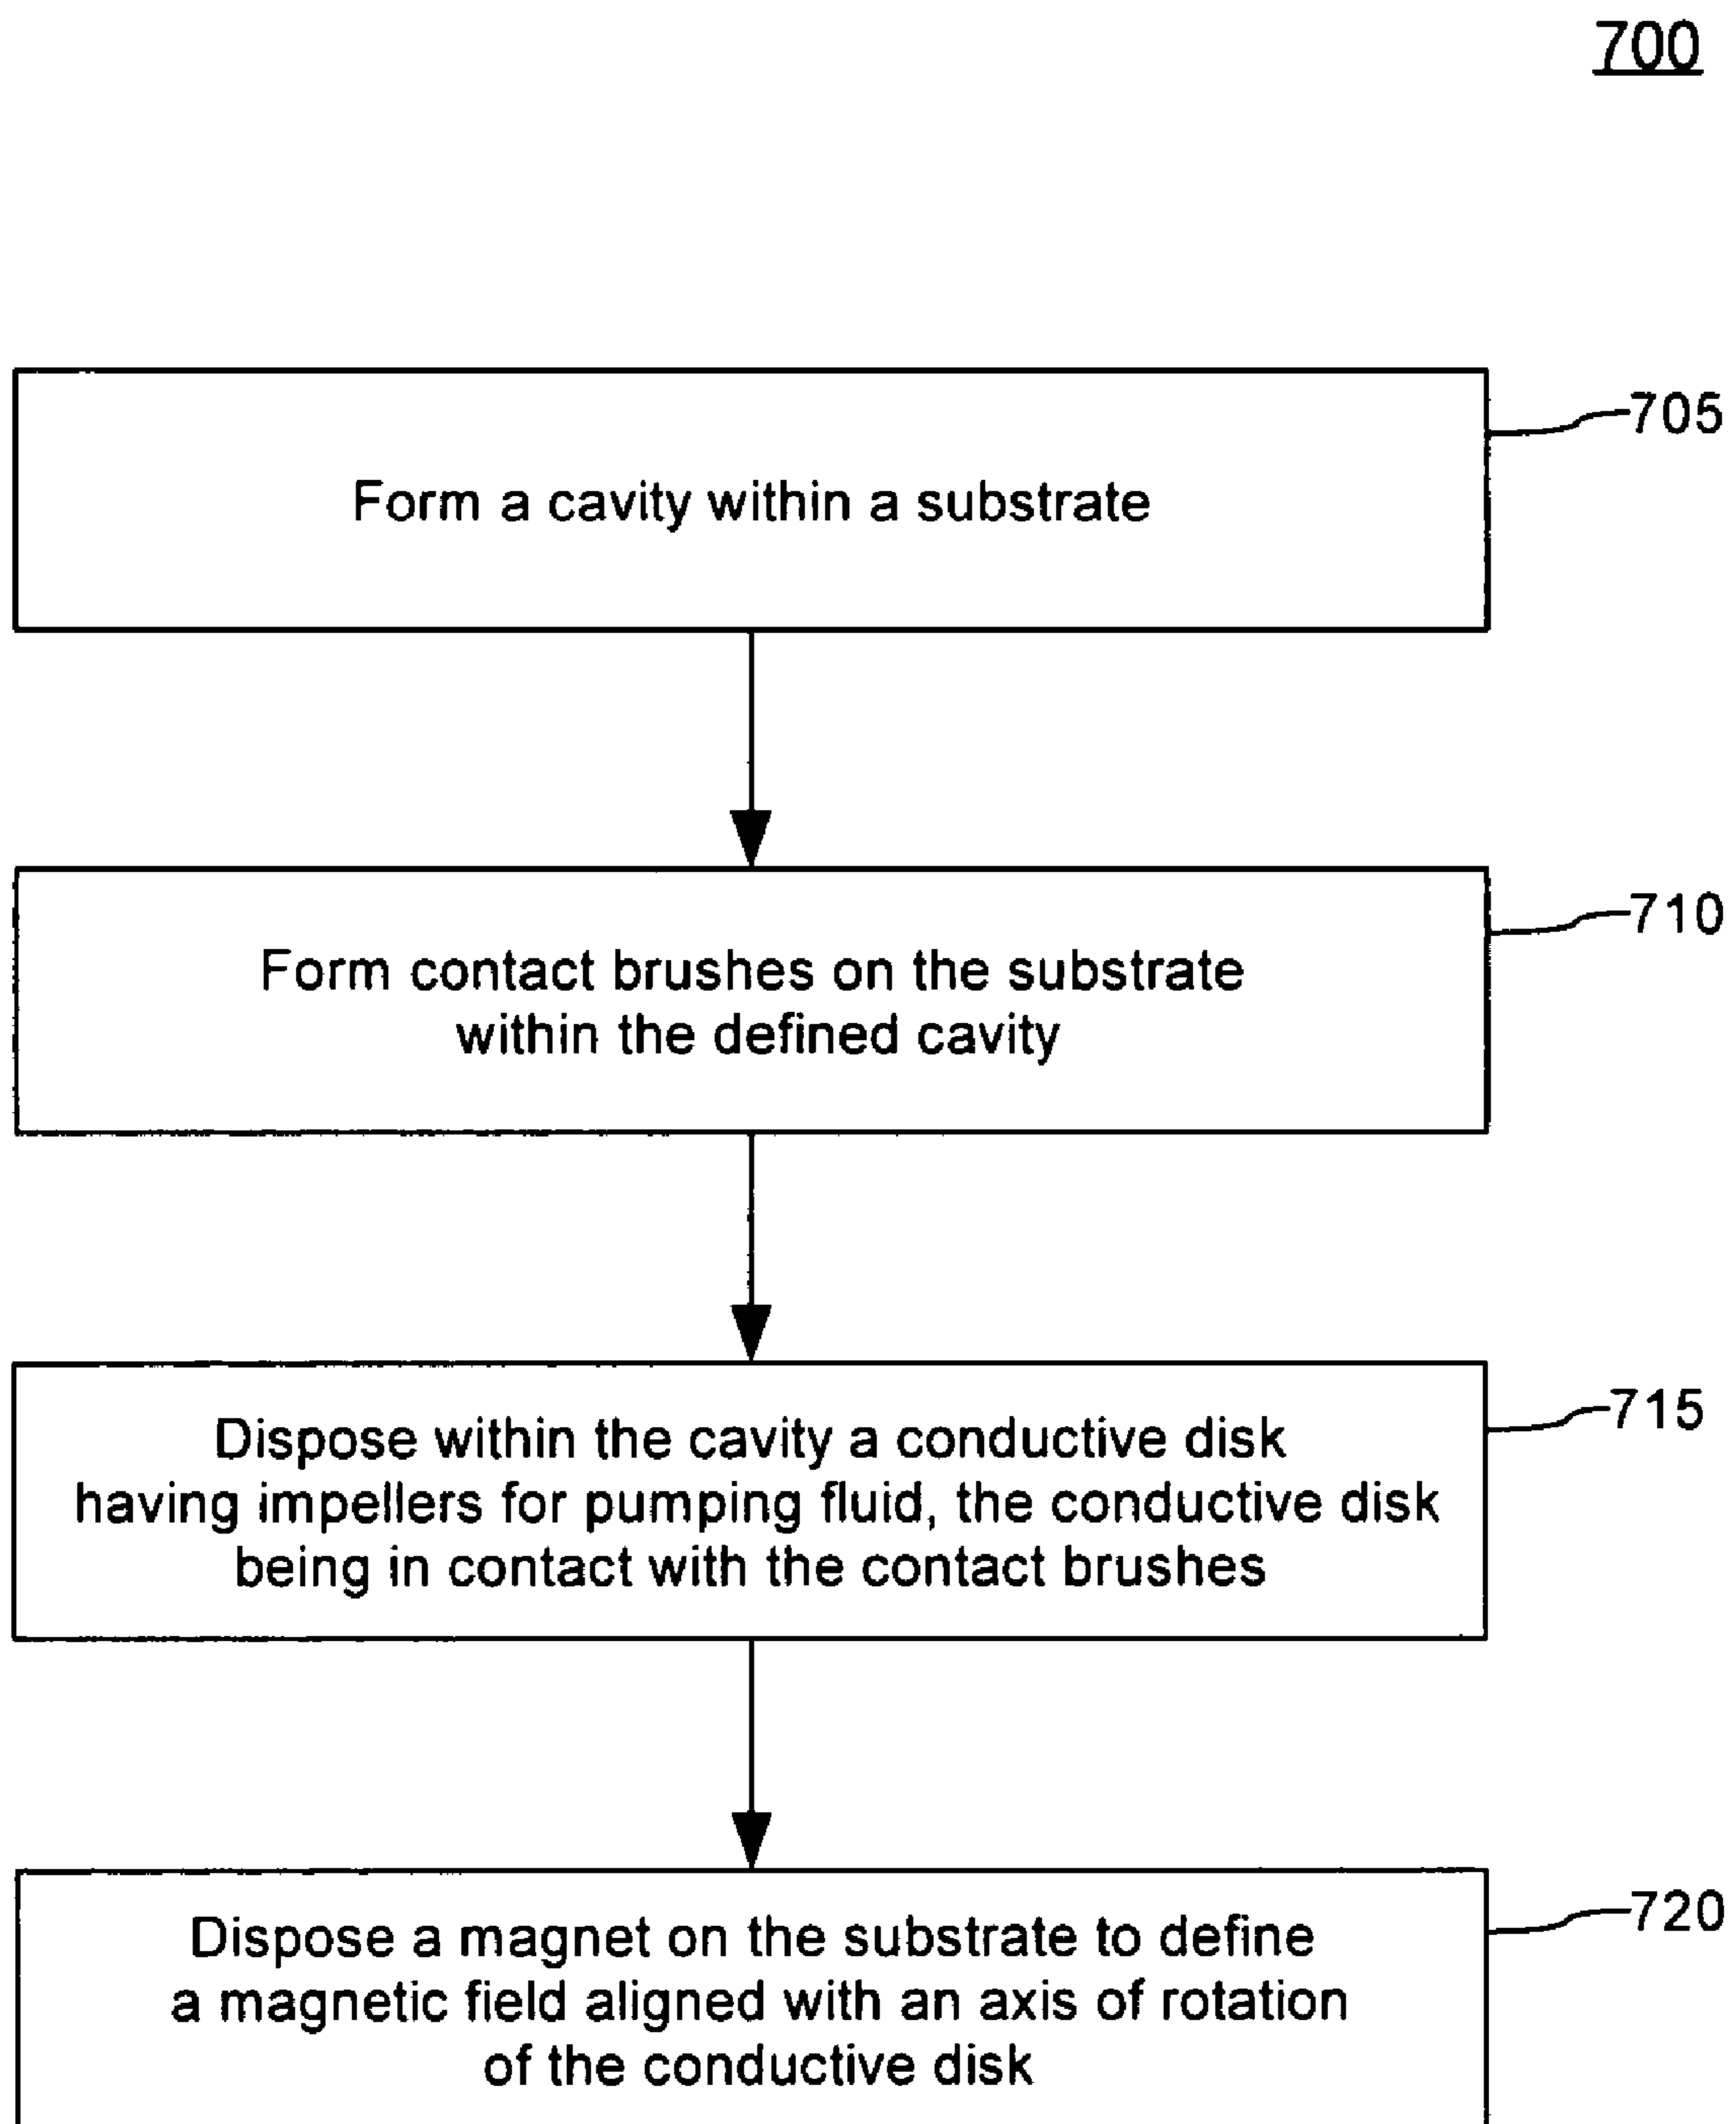 700
705
Form a cavity within a substrate
710
Form contact brushes on the substrate
within the defined cavity
715
Dispose within the cavity a conductive disk
having impellers for pumping fluid, the conductive disk
being in contact with the contact brushes
720
Dispose a magnet on the substrate to define
a magnetic field aligned with an axis of rotation
of the conductive disk